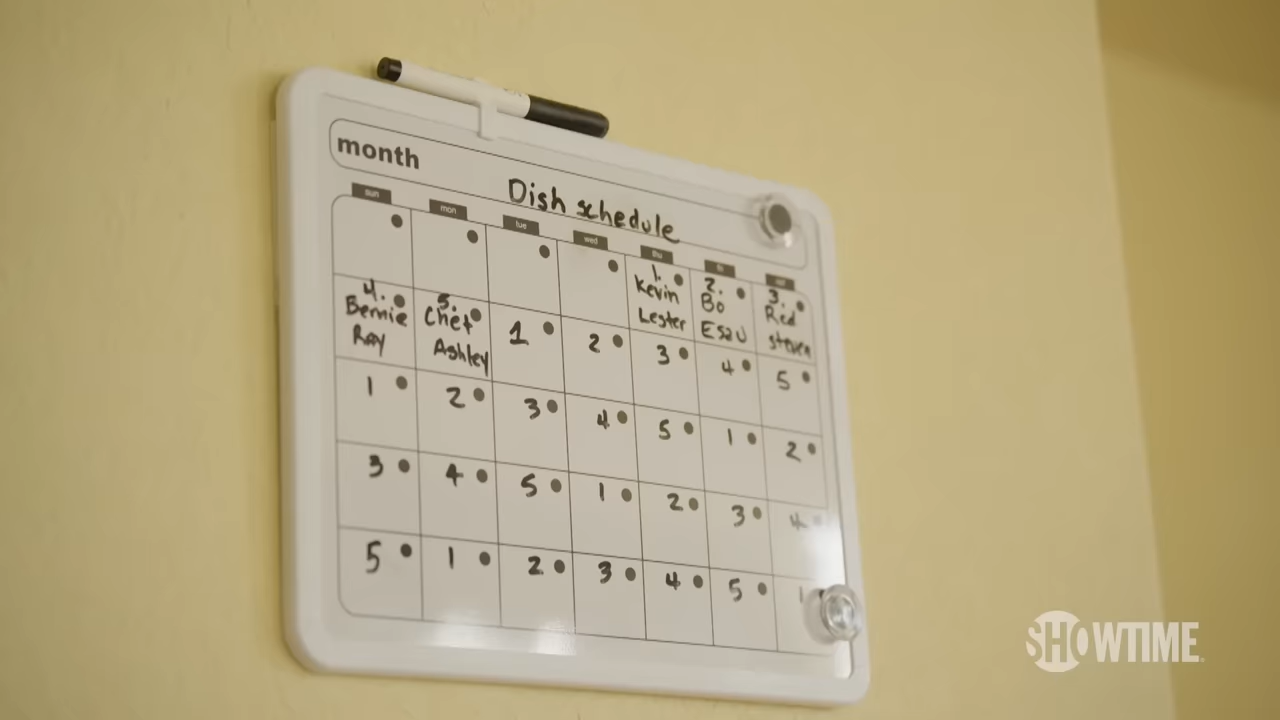 month
Dish schedule
sun mon tue wed thu fri sat
1. Kevin Lester
2. Bo Esau
3. Red steven
4. Bernie Ray
5. Chet Ashley
1 2 3 4 5
1 2 3 4 5 1 2
3 4 5 1 2 3 4
5 1 2 3 4 5 1
SHOWTIME